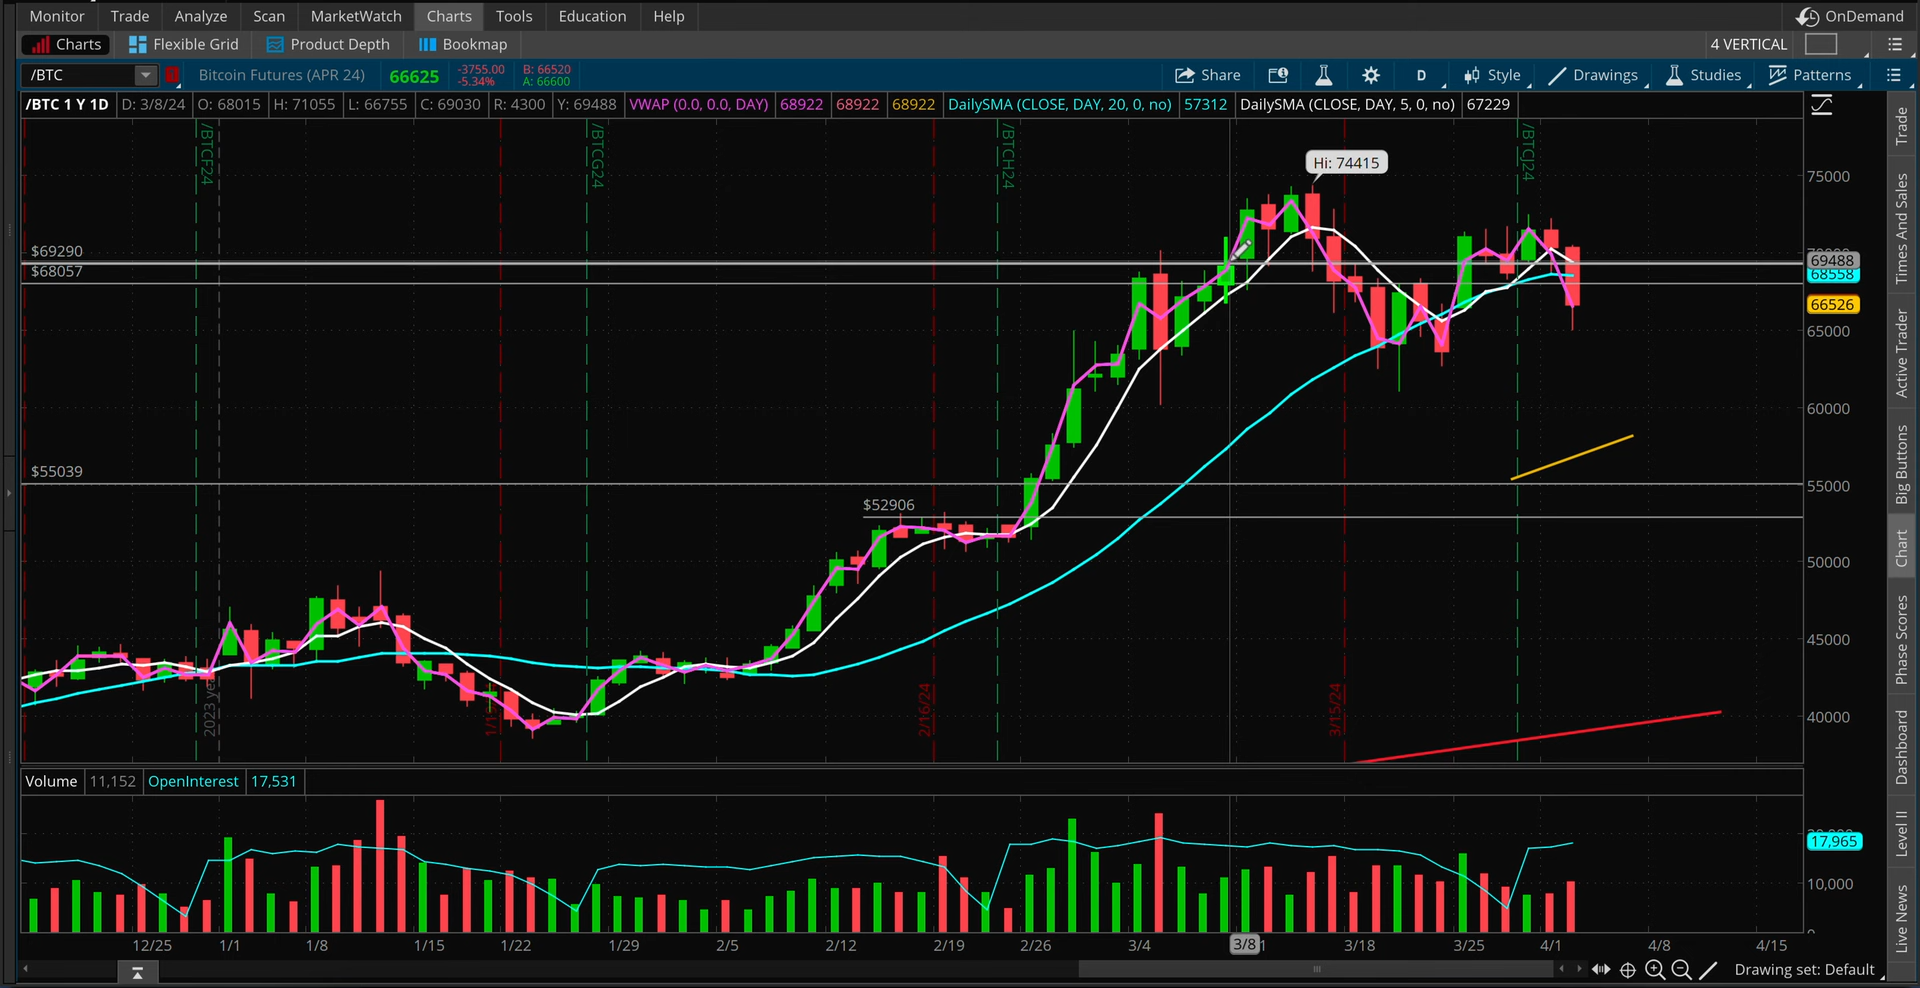 Monitor Trade Analyze Scan MarketWatch Charts Tools Education Help OnDemand
Charts Flexible Grid Product Depth Bookmap 4 VERTICAL
/BTC Bitcoin Futures (APR 24) 66625 -3755.00 B: 66520 Share D Style Drawings Studies Patterns
-5.34% A: 66600
/BTC 1 Y 1D D: 3/8/24 O: 68015 H: 71055 L: 66755 C: 69030 R: 4300 Y: 69488 VWAP (0.0, 0.0, DAY) 68922 68922 68922 DailySMA (CLOSE, DAY, 20, 0, no) 57312 DailySMA (CLOSE, DAY, 5, 0, no) 67229
/BTCF24 /BTCG24 /BTCH24 /BTCJ24
Hi: 74415
75000
$69290
69488
$68057
68558
66526
65000
60000
$55039
55000
$52906
50000
45000
40000
2/16/24 3/15/24
Volume 11,152 OpenInterest 17,531
17,965
10,000
0
12/25 1/1 1/8 1/15 1/22 1/29 2/5 2/12 2/19 2/26 3/4 3/8 3/18 3/25 4/1 4/8 4/15
Drawing set: Default
Trade
Times And Sales
Active Trader
Big Buttons
Chart
Phase Scores
Dashboard
Level II
Live News